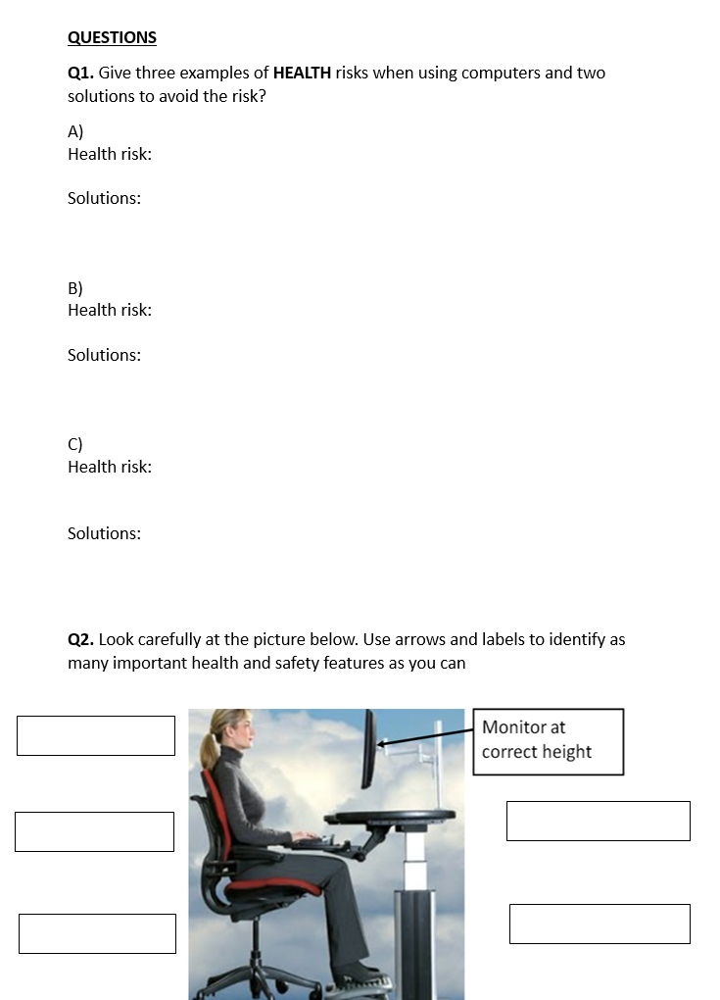 QUESTIONS
Q1. Give three examples of HEALTH risks when using computers and two
solutions to avoid the risk?
A)
Health risk:
Solutions:
B)
Health risk:
Solutions:
C)
Health risk:
Solutions:
Q2. Look carefully at the picture below. Use arrows and labels to identify as
many important health and safety features as you can
Monitor at
correct height